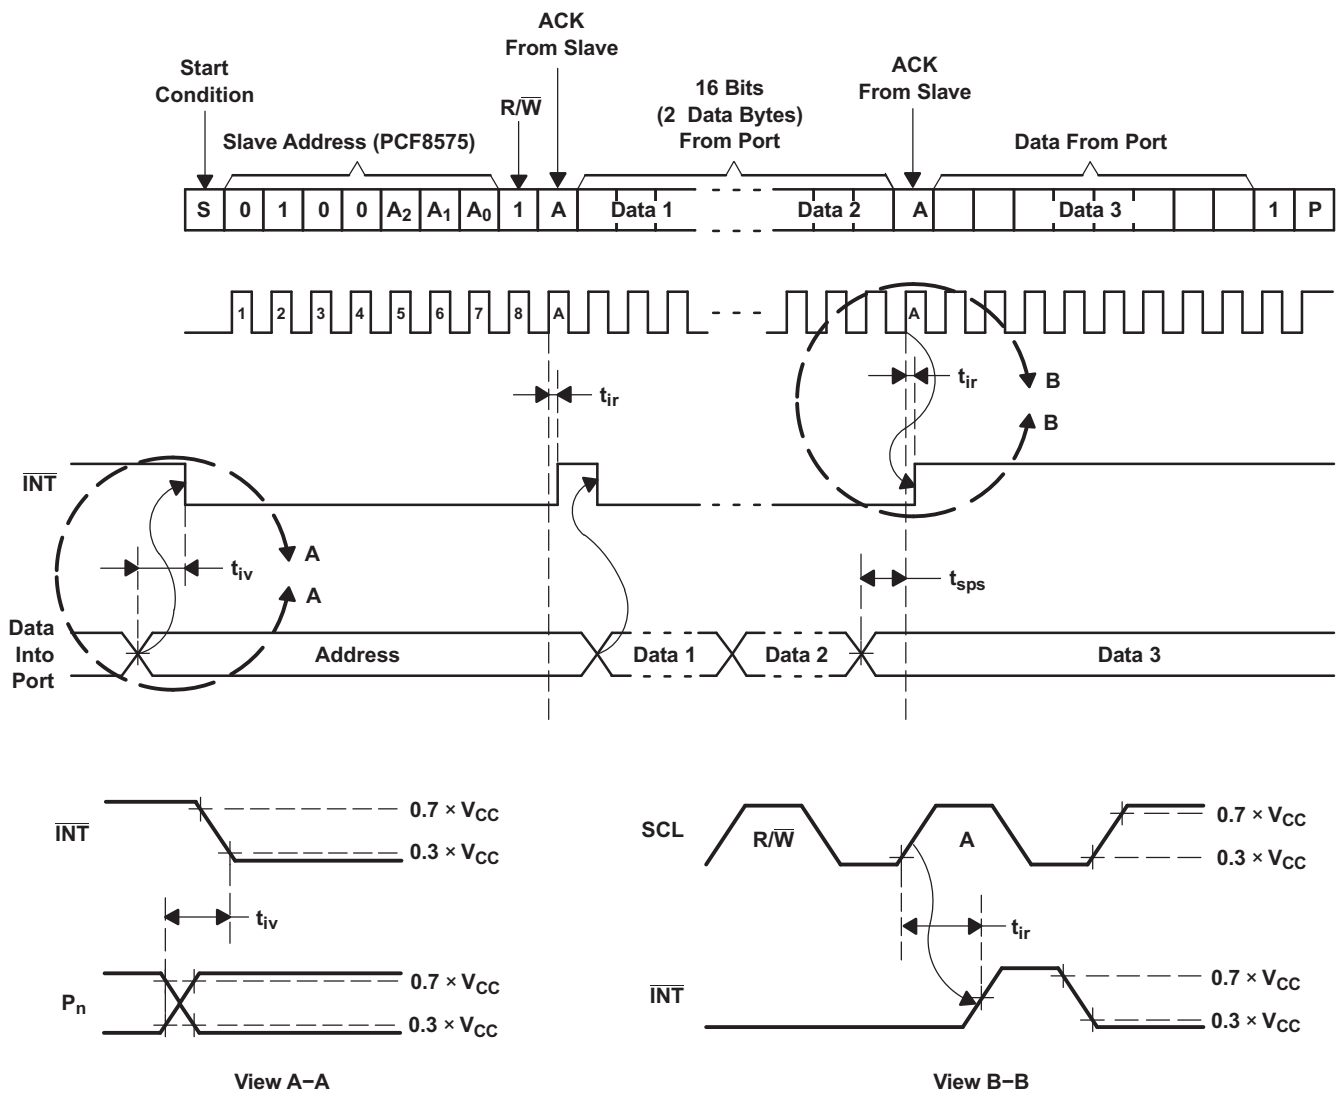 ACK
From Slave
Start
Condition
R/W̅
16 Bits
(2 Data Bytes)
From Port
ACK
From Slave
Slave Address (PCF8575)
Data From Port
S 0 1 0 0 A2 A1 A0 1 A Data 1 Data 2 A Data 3 1 P
1 2 3 4 5 6 7 8 A A
tir
tir
B
B
I̅N̅T̅
A
tiv
A
tsps
Data
Into
Port
Address Data 1 Data 2 Data 3
I̅N̅T̅
0.7 × VCC
0.3 × VCC
tiv
Pn
0.7 × VCC
0.3 × VCC
View A−A
SCL
R/W̅
A
0.7 × VCC
0.3 × VCC
tir
I̅N̅T̅
0.7 × VCC
0.3 × VCC
View B−B